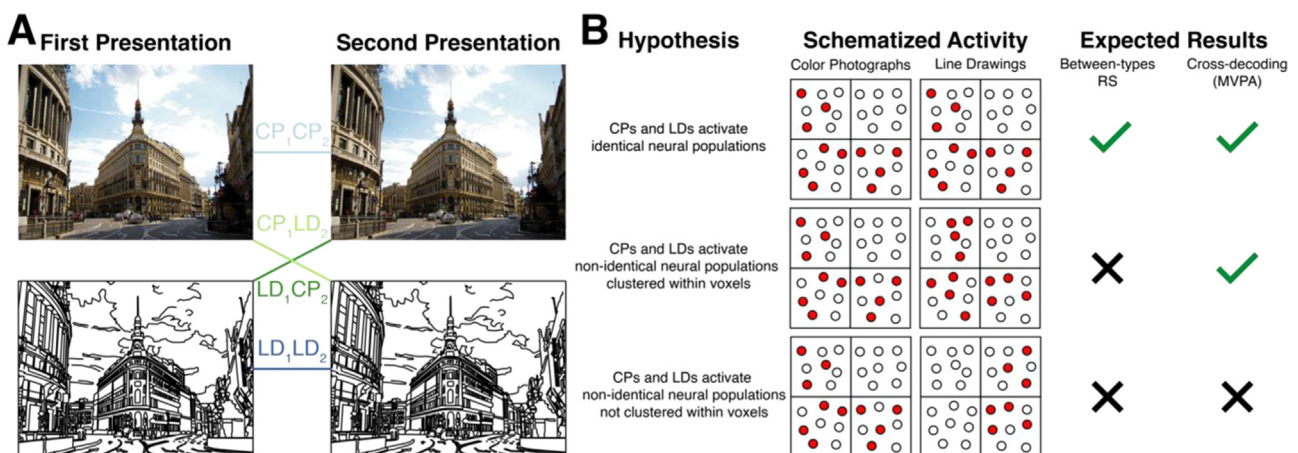 A
First Presentation
Second Presentation
CP₁CP₂
CP₁LD₂
LD₁CP₂
LD₁LD₂
B
Hypothesis
Schematized Activity
Expected Results
Color Photographs
Line Drawings
Between-types
RS
Cross-decoding
(MVPA)
CPs and LDs activate
identical neural populations
CPs and LDs activate
non-identical neural populations
clustered within voxels
CPs and LDs activate
non-identical neural populations
not clustered within voxels